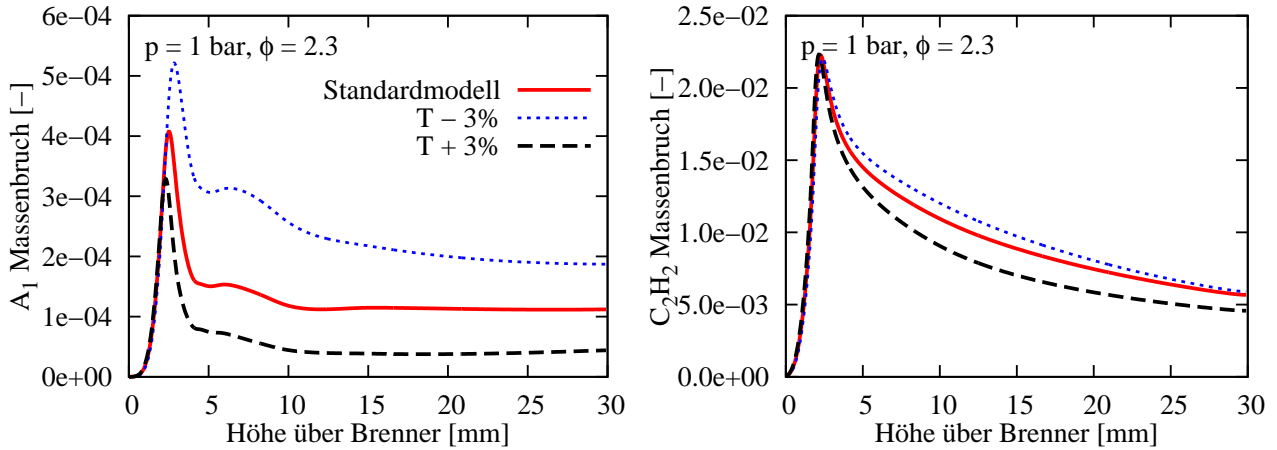 6e−04
5e−04
4e−04
3e−04
2e−04
1e−04
0e+00
A₁ Massenbruch [−]
p = 1 bar, ϕ = 2.3
Standardmodell
T − 3%
T + 3%
0 5 10 15 20 25 30
Höhe über Brenner [mm]
2.5e−02
2.0e−02
1.5e−02
1.0e−02
5.0e−03
0.0e+00
C₂H₂ Massenbruch [−]
p = 1 bar, ϕ = 2.3
0 5 10 15 20 25 30
Höhe über Brenner [mm]